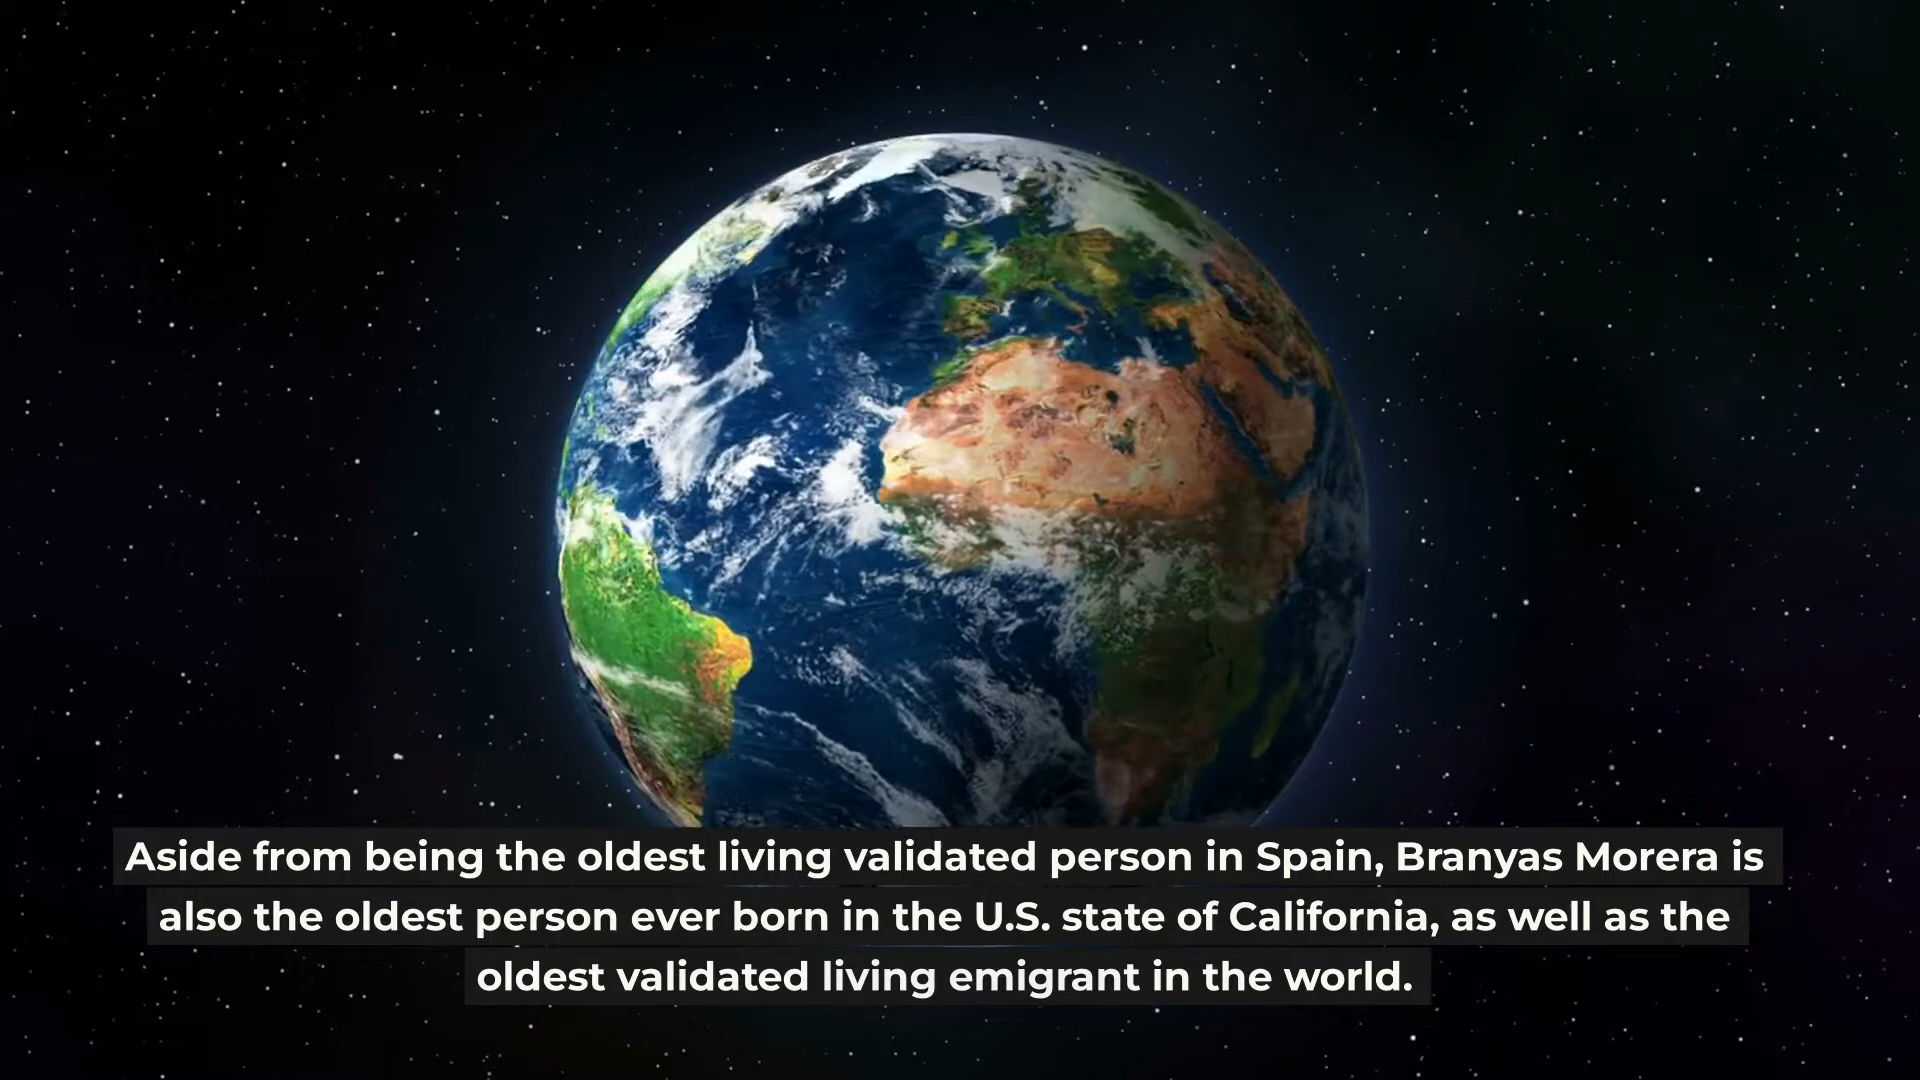 Aside from being the oldest living validated person in Spain, Branyas Morera is
also the oldest person ever born in the U.S. state of California, as well as the
oldest validated living emigrant in the world.